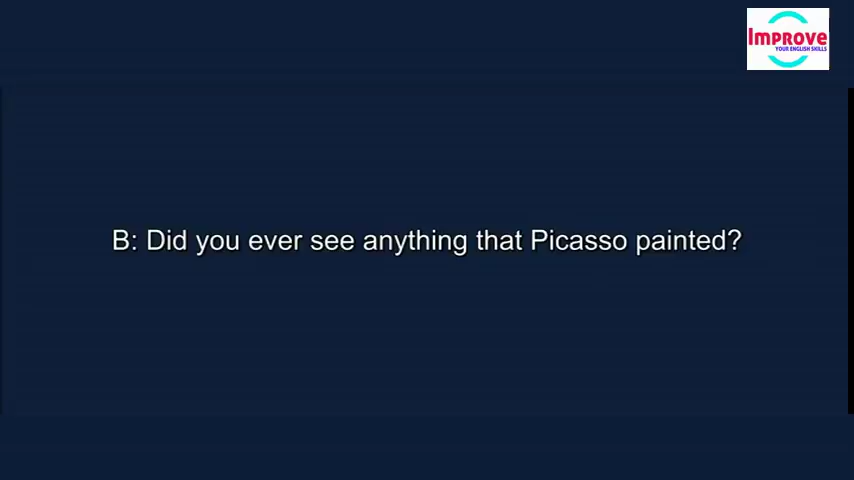 Improve
YOUR ENGLISH SKILLS
B: Did you ever see anything that Picasso painted?